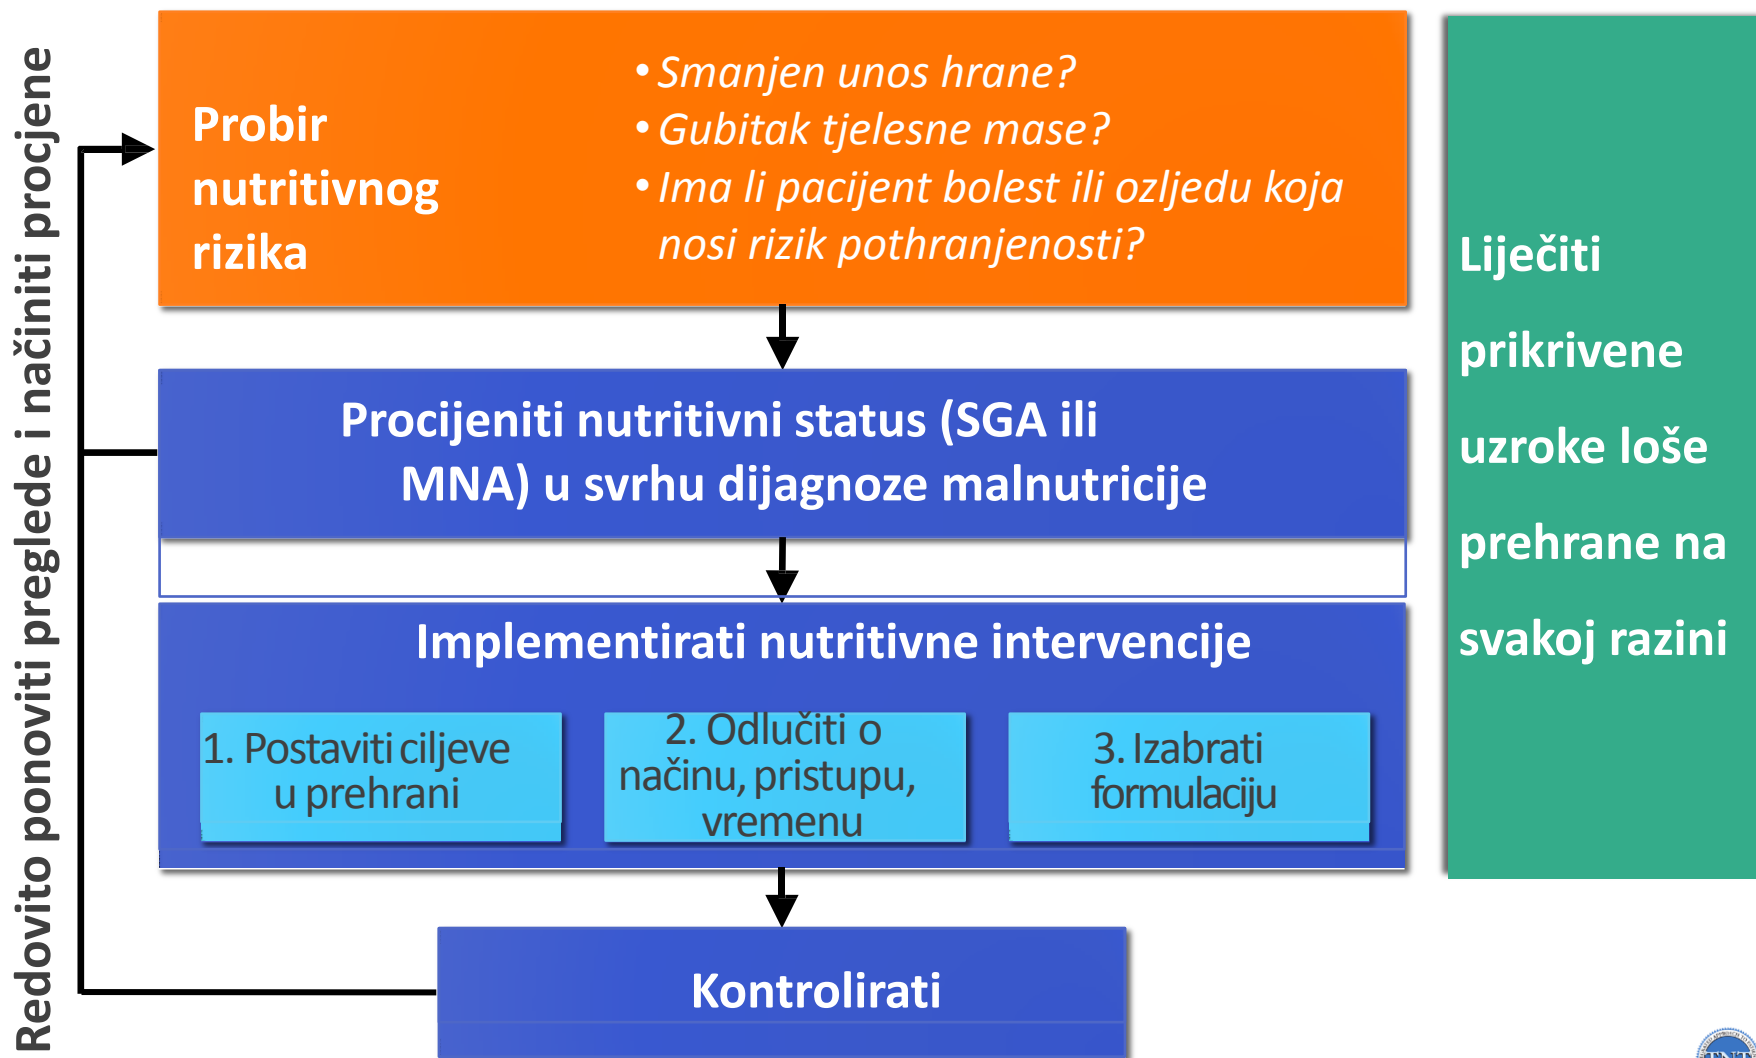 Redovito ponoviti preglede i načiniti procjene
Probir
nutritivnog
rizika
• Smanjen unos hrane?
• Gubitak tjelesne mase?
• Ima li pacijent bolest ili ozljedu koja
nosi rizik pothranjenosti?
Procijeniti nutritivni status (SGA ili
MNA) u svrhu dijagnoze malnutricije
Implementirati nutritivne intervencije
1. Postaviti ciljeve
u prehrani
2. Odlučiti o
načinu, pristupu,
vremenu
3. Izabrati
formulaciju
Kontrolirati
Liječiti
prikrivene
uzroke loše
prehrane na
svakoj razini
TNT